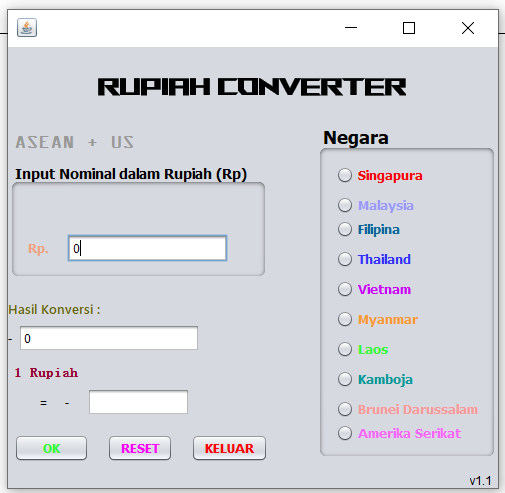 RUPIAH CONVERTER
ASEAN + US
Input Nominal dalam Rupiah (Rp)
Rp. 0
Hasil Konversi :
- 0
1 Rupiah
= -
OK RESET KELUAR
Negara
Singapura
Malaysia
Filipina
Thailand
Vietnam
Myanmar
Laos
Kamboja
Brunei Darussalam
Amerika Serikat
v1.1